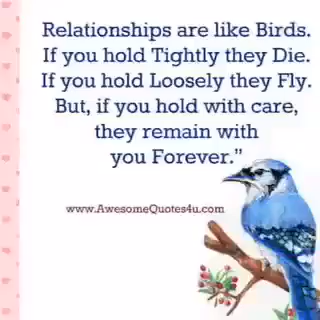 Relationships are like Birds.
If you hold Tightly they Die.
If you hold Loosely they Fly.
But, if you hold with care,
they remain with
you Forever.”
www.AwesomeQuotes4u.com